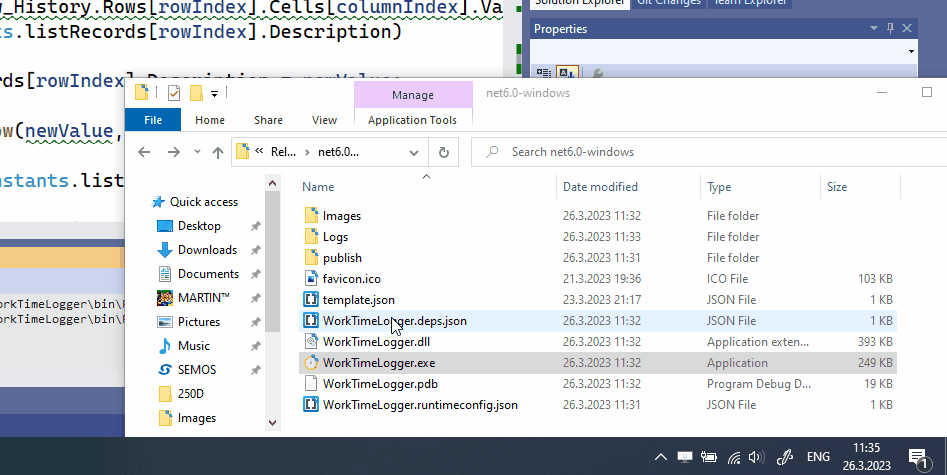 w_History.Rows[rowIndex].Cells[columnIndex].Va
ts.listRecords[rowIndex].Description)
rds[rowIndex].Description = newValue;
ow(newValue,
nstants.list
orkTimeLogger\bin\R
orkTimeLogger\bin\R
Solution Explorer Git Changes Team Explorer
Properties
Manage net6.0-windows
File Home Share View Application Tools
« Rel... › net6.0... Search net6.0-windows
Quick access
Desktop
Downloads
Documents
MARTIN™
Pictures
Music
SEMOS
250D
Images
Name Date modified Type Size
Images 26.3.2023 11:32 File folder
Logs 26.3.2023 11:33 File folder
publish 26.3.2023 11:31 File folder
favicon.ico 21.3.2023 19:36 ICO File 103 KB
template.json 23.3.2023 21:17 JSON File 1 KB
WorkTimeLogger.deps.json 26.3.2023 11:32 JSON File 1 KB
WorkTimeLogger.dll 26.3.2023 11:32 Application exten... 393 KB
WorkTimeLogger.exe 26.3.2023 11:32 Application 249 KB
WorkTimeLogger.pdb 26.3.2023 11:32 Program Debug D... 19 KB
WorkTimeLogger.runtimeconfig.json 26.3.2023 11:31 JSON File 1 KB
ENG 11:35
26.3.2023 1